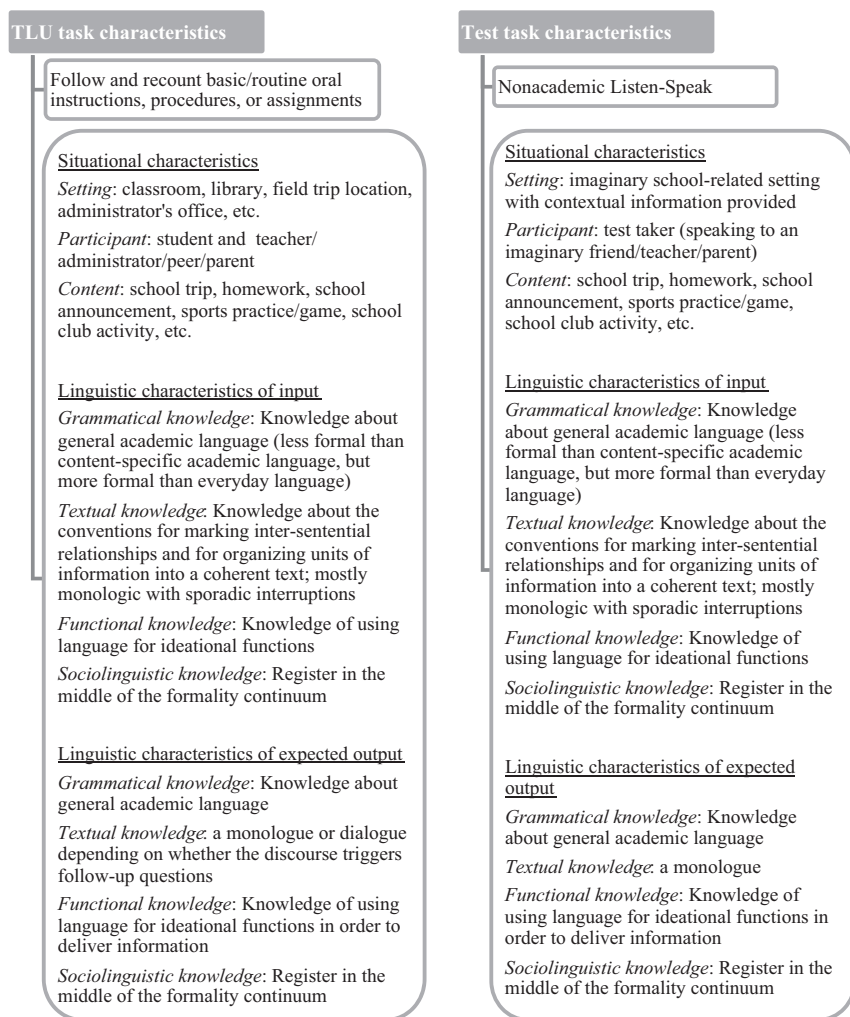 TLU task characteristics
Follow and recount basic/routine oral
instructions, procedures, or assignments
Situational characteristics
Setting: classroom, library, field trip location,
administrator's office, etc.
Participant: student and teacher/
administrator/peer/parent
Content: school trip, homework, school
announcement, sports practice/game, school
club activity, etc.
Linguistic characteristics of input
Grammatical knowledge: Knowledge about
general academic language (less formal than
content-specific academic language, but
more formal than everyday language)
Textual knowledge: Knowledge about the
conventions for marking inter-sentential
relationships and for organizing units of
information into a coherent text; mostly
monologic with sporadic interruptions
Functional knowledge: Knowledge of using
language for ideational functions
Sociolinguistic knowledge: Register in the
middle of the formality continuum
Linguistic characteristics of expected output
Grammatical knowledge: Knowledge about
general academic language
Textual knowledge: a monologue or dialogue
depending on whether the discourse triggers
follow-up questions
Functional knowledge: Knowledge of using
language for ideational functions in order to
deliver information
Sociolinguistic knowledge: Register in the
middle of the formality continuum
Test task characteristics
Nonacademic Listen-Speak
Situational characteristics
Setting: imaginary school-related setting
with contextual information provided
Participant: test taker (speaking to an
imaginary friend/teacher/parent)
Content: school trip, homework, school
announcement, sports practice/game,
school club activity, etc.
Linguistic characteristics of input
Grammatical knowledge: Knowledge
about general academic language (less
formal than content-specific academic
language, but more formal than everyday
language)
Textual knowledge: Knowledge about the
conventions for marking inter-sentential
relationships and for organizing units of
information into a coherent text; mostly
monologic with sporadic interruptions
Functional knowledge: Knowledge of
using language for ideational functions
Sociolinguistic knowledge: Register in the
middle of the formality continuum
Linguistic characteristics of expected
output
Grammatical knowledge: Knowledge
about general academic language
Textual knowledge: a monologue
Functional knowledge: Knowledge of
using language for ideational functions in
order to deliver information
Sociolinguistic knowledge: Register in the
middle of the formality continuum